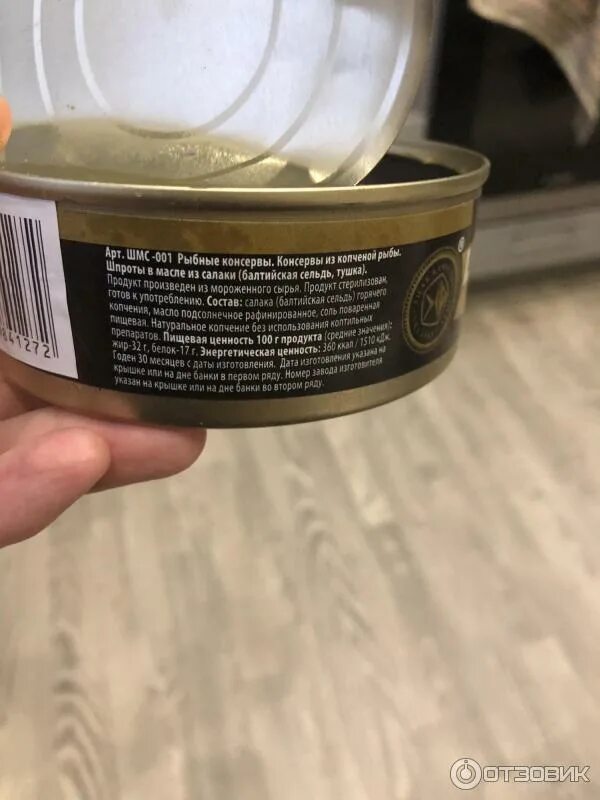 Арт. ШМС -001 Рыбные консервы. Консервы из копченой рыбы.
Шпроты в масле из салаки (балтийская сельдь, тушка).
Продукт произведен из мороженного сырья. Продукт стерилизован,
готов к употреблению. Состав: салака (балтийская сельдь) горячего
копчения, масло подсолнечное рафинированное, соль поваренная
пищевая. Натуральное копчение без использования коптильных
препаратов. Пищевая ценность 100 г продукта (средние значения):
жир-32 г, белок-17 г. Энергетическая ценность: 360 ккал / 1510 кДж.
Годен 30 месяцев с даты изготовления. Дата изготовления указана на
крышке или на дне банки в первом ряду. Номер завода изготовителя
указан на крышке или на дне банки во втором ряду.
841272
®
ОТЗОВИК